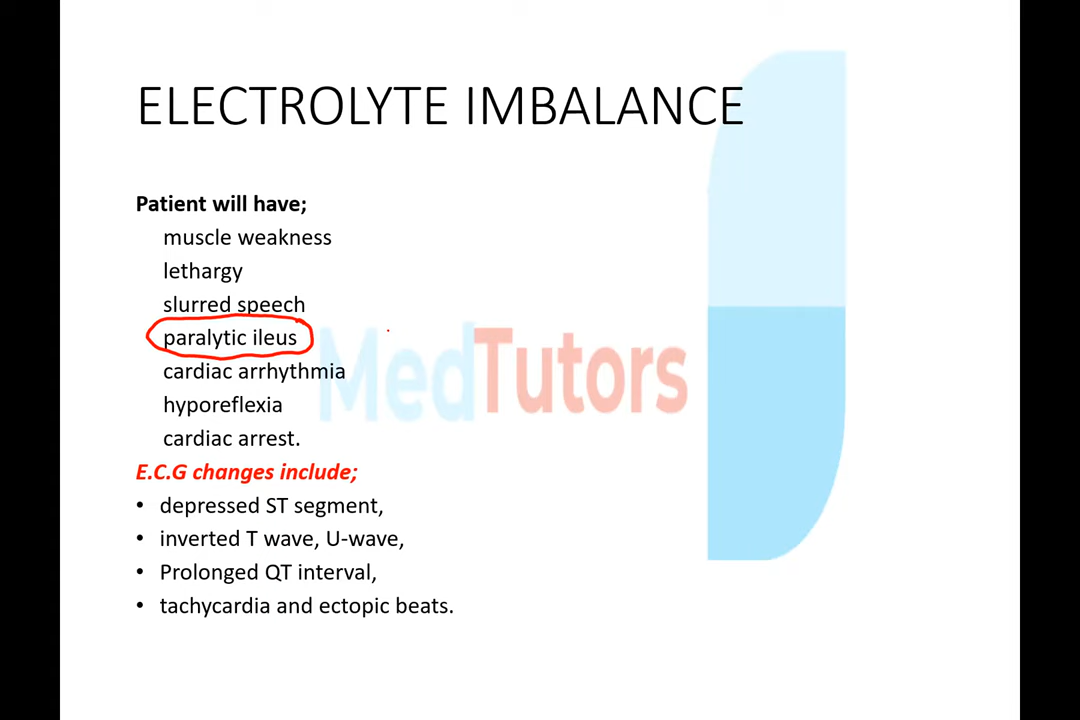 ELECTROLYTE IMBALANCE
Patient will have;
muscle weakness
lethargy
slurred speech
paralytic ileus
cardiac arrhythmia
hyporeflexia
cardiac arrest.
E.C.G changes include;
• depressed ST segment,
• inverted T wave, U-wave,
• Prolonged QT interval,
• tachycardia and ectopic beats.
MedTutors